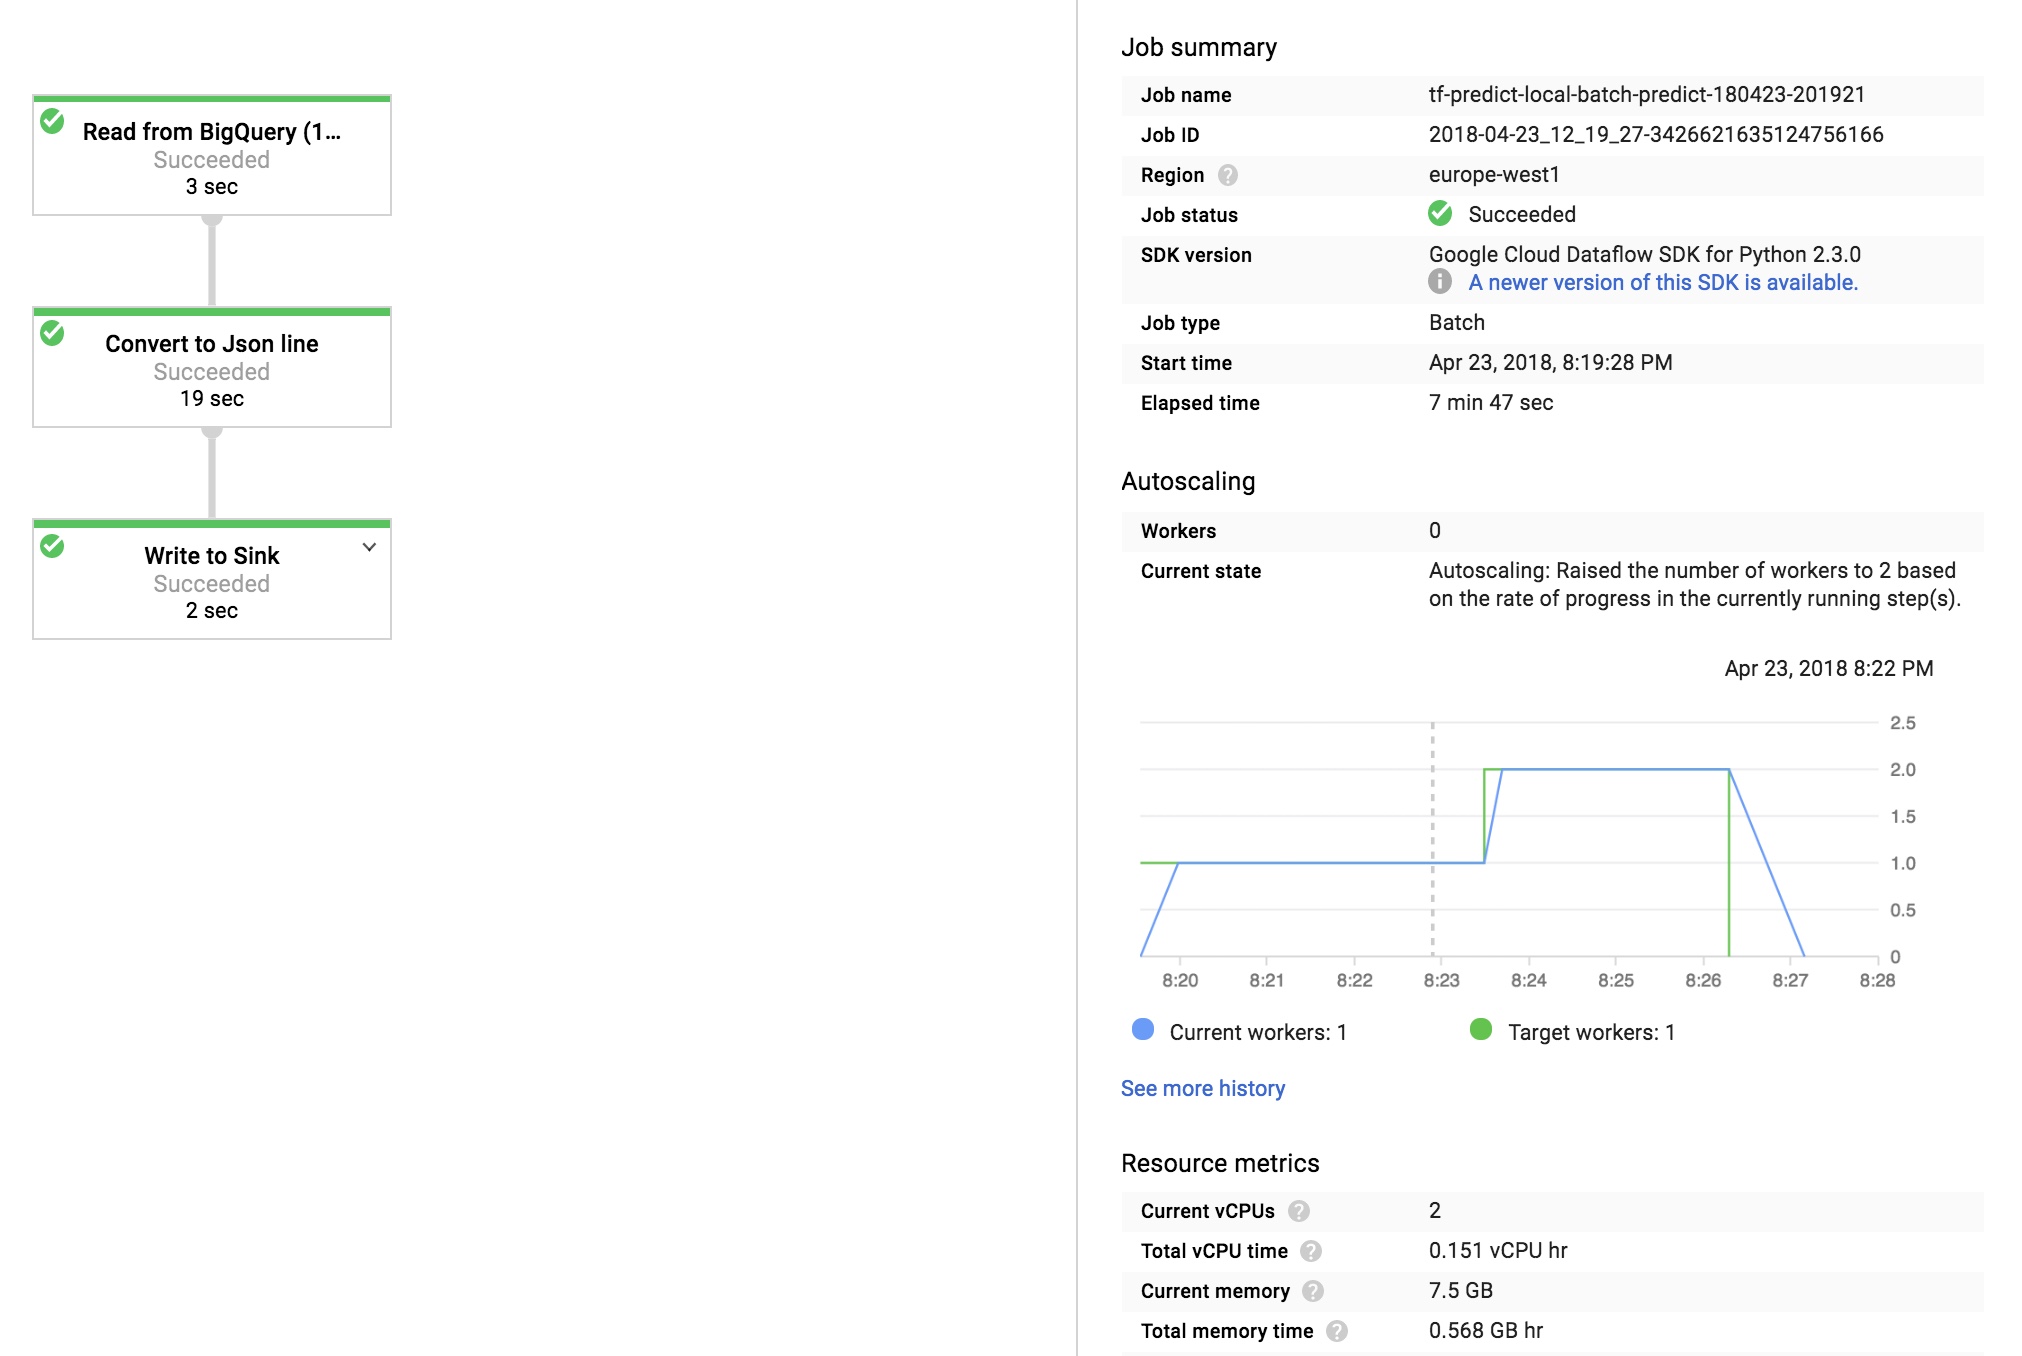 Read from BigQuery (1...
Succeeded
3 sec
Convert to Json line
Succeeded
19 sec
Write to Sink
Succeeded
2 sec
Job summary
Job name tf-predict-local-batch-predict-180423-201921
Job ID 2018-04-23_12_19_27-3426621635124756166
Region ? europe-west1
Job status Succeeded
SDK version Google Cloud Dataflow SDK for Python 2.3.0
i A newer version of this SDK is available.
Job type Batch
Start time Apr 23, 2018, 8:19:28 PM
Elapsed time 7 min 47 sec
Autoscaling
Workers 0
Current state Autoscaling: Raised the number of workers to 2 based
on the rate of progress in the currently running step(s).
Apr 23, 2018 8:22 PM
2.5
2.0
1.5
1.0
0.5
0
8:20 8:21 8:22 8:23 8:24 8:25 8:26 8:27 8:28
Current workers: 1 Target workers: 1
See more history
Resource metrics
Current vCPUs ? 2
Total vCPU time ? 0.151 vCPU hr
Current memory ? 7.5 GB
Total memory time ? 0.568 GB hr